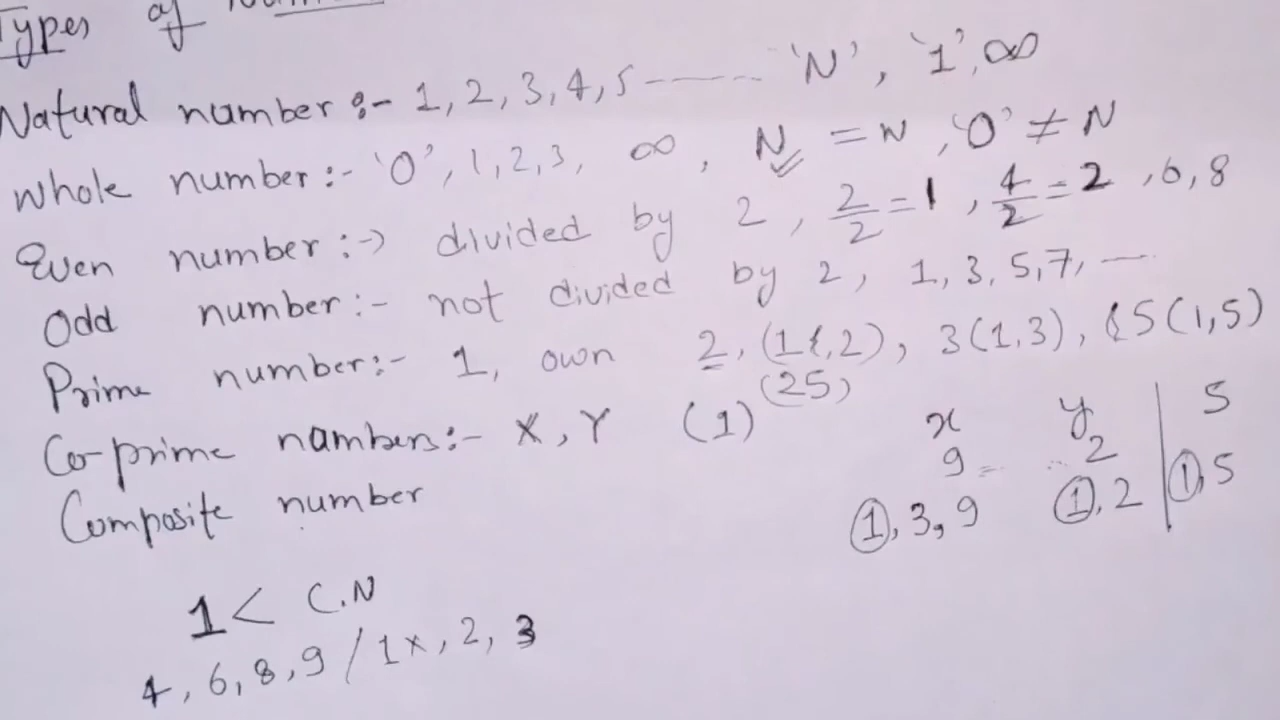 Types of Num
Natural number :- 1, 2, 3, 4, 5 ------ 'N', '1', ∞
Whole number :- '0', 1, 2, 3, ∞, N = N, '0' ≠ N
Even number :-> divided by 2, 2/2 = 1, 4/2 = 2, 6, 8
Odd number :- not divided by 2, 1, 3, 5, 7, ---
Prime number :- 1, own 2, (1,2), 3(1,3), 5(1,5)
(25)
Co-prime nambers :- X, Y (1)
x y | 5
9 2
①, 3, 9 ①, 2 | ①, 5
Composite number
1 < C.N
4, 6, 8, 9 / 1×, 2, 3